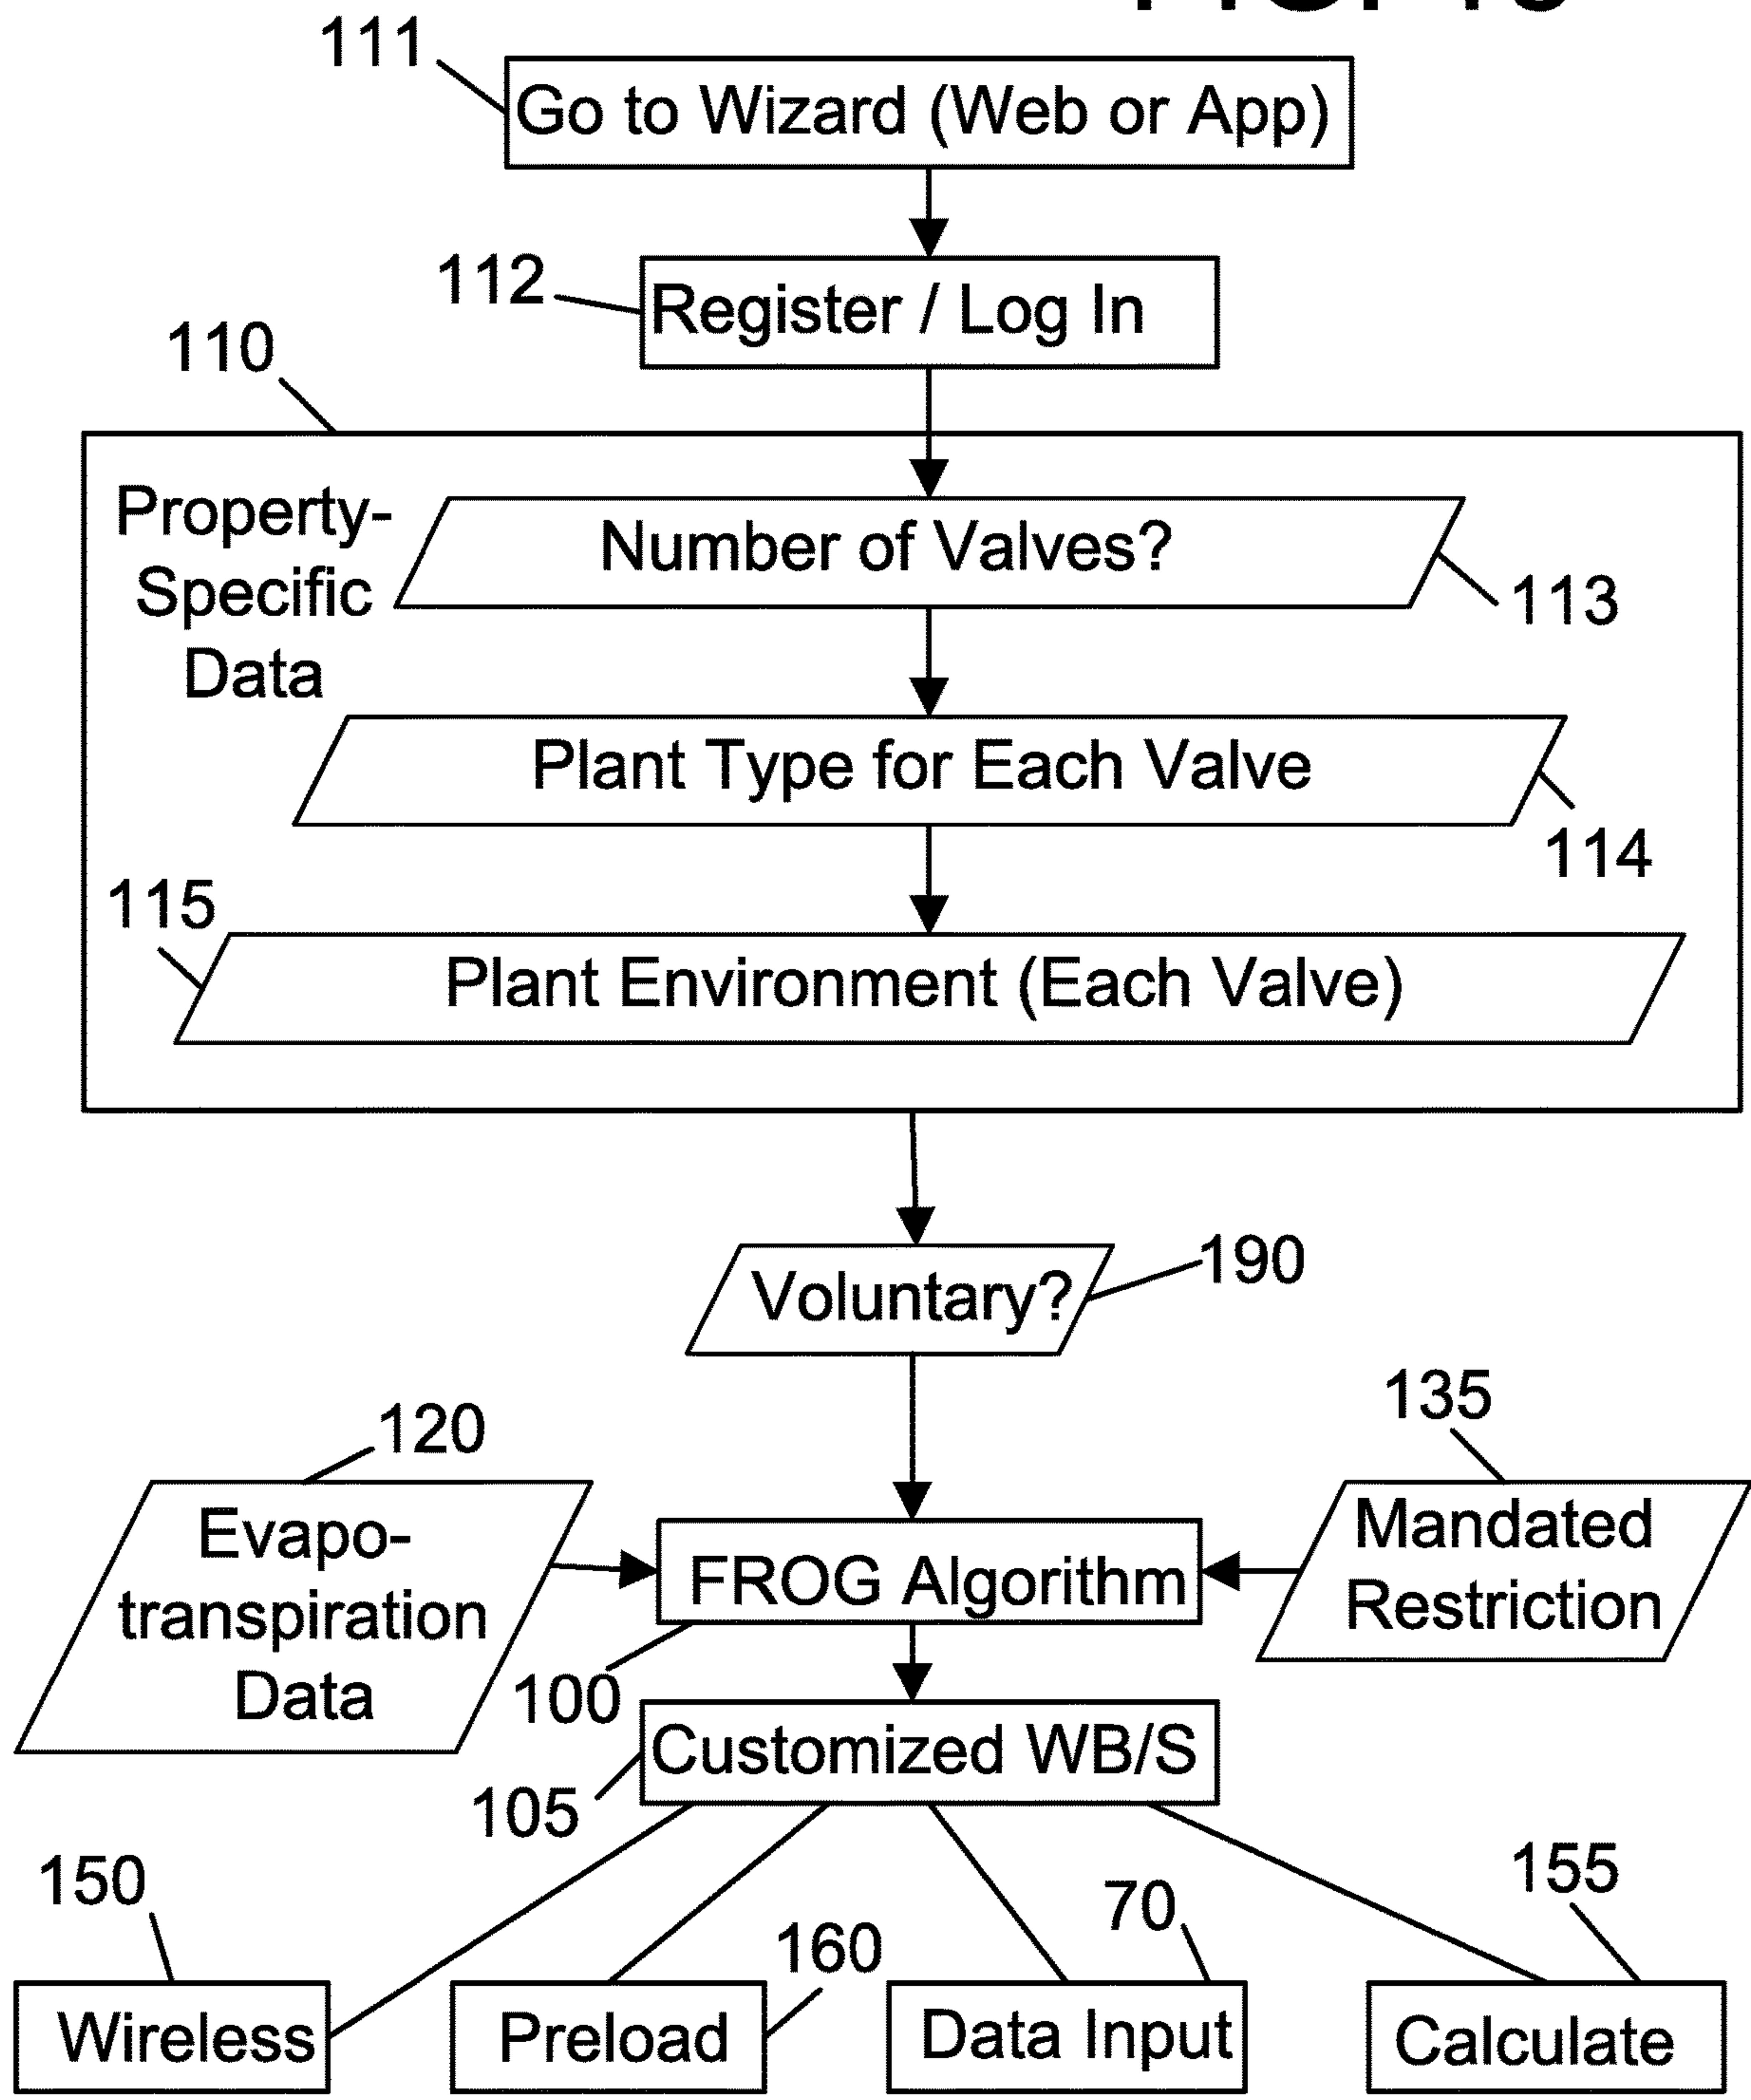 111
Go to Wizard (Web or App)
112
Register / Log In
110
Property-
Specific
Data
Number of Valves?
113
Plant Type for Each Valve
114
115
Plant Environment (Each Valve)
Voluntary?
190
120
135
Evapo-
transpiration
Data
FROG Algorithm
Mandated
Restriction
100
Customized WB/S
105
150
160
70
155
Wireless
Preload
Data Input
Calculate